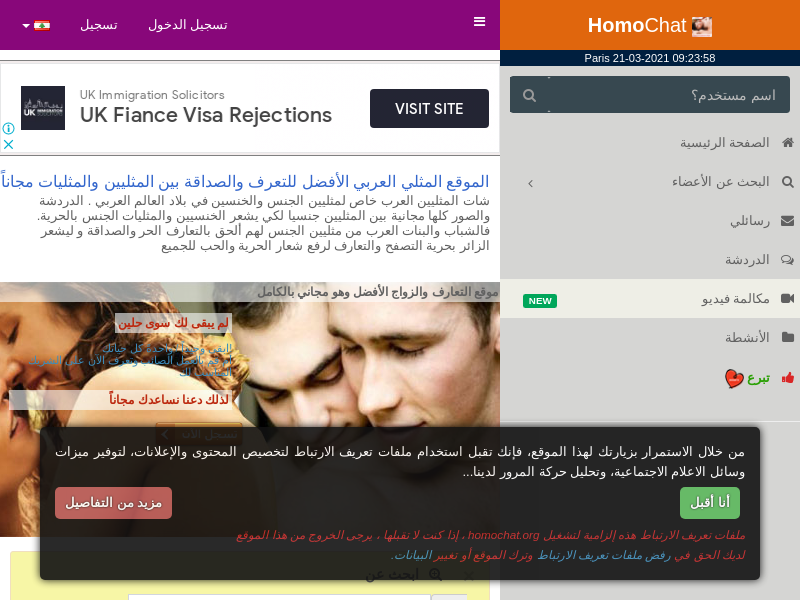 HomoChat
Paris 21-03-2021 09:23:58
اسم مستخدم؟
الصفحة الرئيسية
البحث عن الأعضاء
رسائلي
الدردشة
مكالمة فيديو
NEW
الأنشطة
تبرع
تسجيل الدخول
تسجيل
UK Immigration Solicitors
UK Fiance Visa Rejections
VISIT SITE
الموقع المثلي العربي الأفضل للتعرف والصداقة بين المثليين والمثليات مجاناً
شات المثليين العرب خاص لمثليين الجنس والخنسين في بلاد العالم العربي . الدردشة
والصور كلها مجانية بين المثليين جنسيا لكي يشعر الخنسيين والمثليات الجنس بالحرية.
فالشباب والبنات العرب من مثليين الجنس لهم ألحق بالتعارف الحر والصداقة و ليشعر
الزائر بحرية التصفح والتعارف لرفع شعار الحرية والحب للجميع
موقع التعارف والزواج الأفضل وهو مجاني بالكامل
لم يبقى لك سوى حلين
لذلك دعنا نساعدك مجاناً
من خلال الاستمرار بزيارتك لهذا الموقع، فإنك تقبل استخدام ملفات تعريف الارتباط لتخصيص المحتوى والإعلانات، لتوفير ميزات
وسائل الاعلام الاجتماعية، وتحليل حركة المرور لدينا...
أنا أقبل
مزيد من التفاصيل
ملفات تعريف الارتباط هذه إلزامية لتشغيل homochat.org ، إذا كنت لا تقبلها ، يرجى الخروج من هذا الموقع
لديك الحق في رفض ملفات تعريف الارتباط وترك الموقع أو تغيير البيانات.
ابحث عن